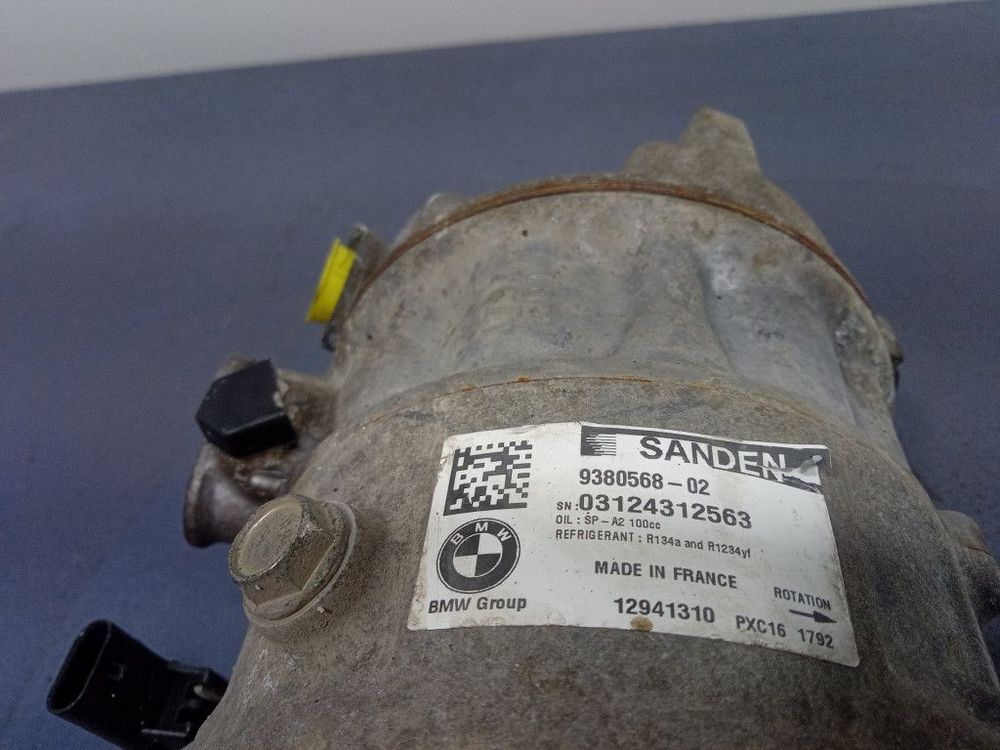 SANDEN
9380568-02
SN:03124312563
OIL : SP-A2 100cc
REFRIGERANT : R134a and R1234yf
BMW
BMW Group
MADE IN FRANCE
12941310
ROTATION
PXC16 1792